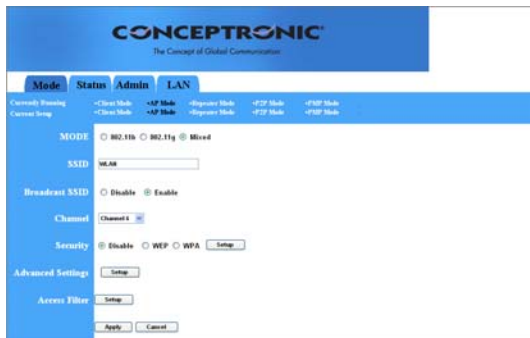 CONCEPTRONIC
The Concept of Global Communication
Mode Status Admin LAN
Currently Running •Client Mode •AP Mode •Repeater Mode •P2P Mode •PMP Mode
Current Setup •Client Mode •AP Mode •Repeater Mode •P2P Mode •PMP Mode
MODE 802.11b 802.11g Mixed
SSID WLAN
Broadcast SSID Disable Enable
Channel Channel 6
Security Disable WEP WPA Setup
Advanced Settings Setup
Access Filter Setup
Apply Cancel